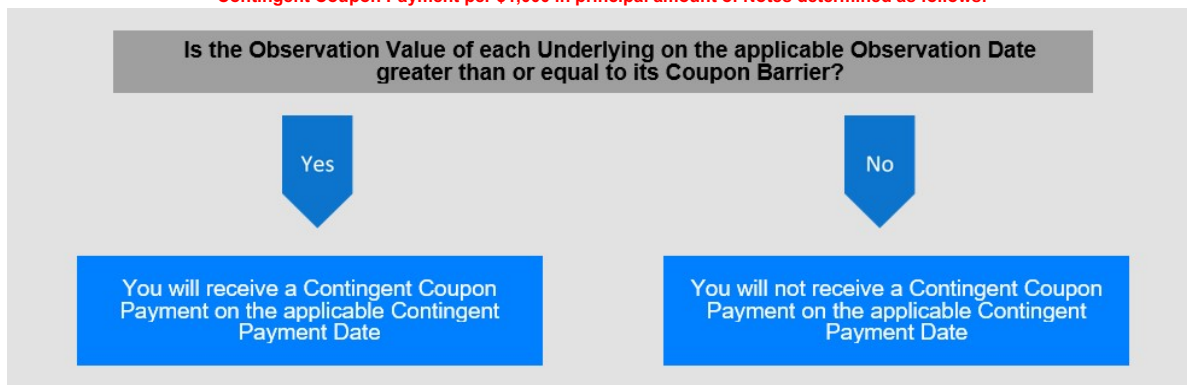 Contingent Coupon Payment per $1,000 in principal amount of Notes determined as follows:
Is the Observation Value of each Underlying on the applicable Observation Date
greater than or equal to its Coupon Barrier?
Yes
No
You will receive a Contingent Coupon
Payment on the applicable Contingent
Payment Date
You will not receive a Contingent Coupon
Payment on the applicable Contingent
Payment Date